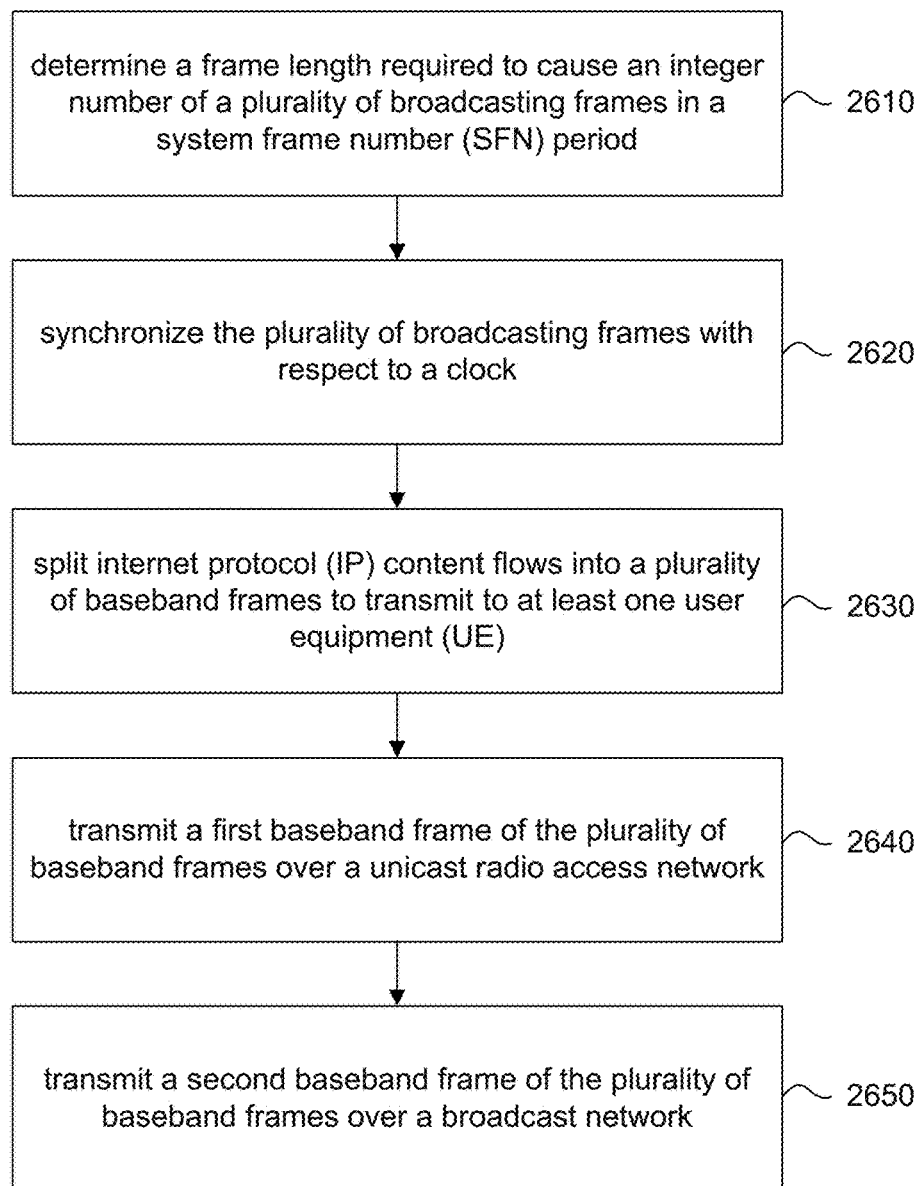 determine a frame length required to cause an integer
number of a plurality of broadcasting frames in a
system frame number (SFN) period
2610
synchronize the plurality of broadcasting frames with
respect to a clock
2620
split internet protocol (IP) content flows into a plurality
of baseband frames to transmit to at least one user
equipment (UE)
2630
transmit a first baseband frame of the plurality of
baseband frames over a unicast radio access network
2640
transmit a second baseband frame of the plurality of
baseband frames over a broadcast network
2650